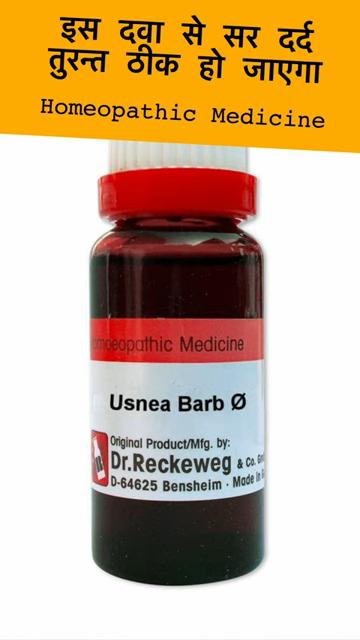 इस दवा से सर दर्द
तुरन्त ठीक हो जाएगा
Homeopathic Medicine
Homoeopathic Medicine
Usnea Barb Ø
Original Product/Mfg. by:
Dr.Reckeweg & Co.
D-64625 Bensheim · Made In